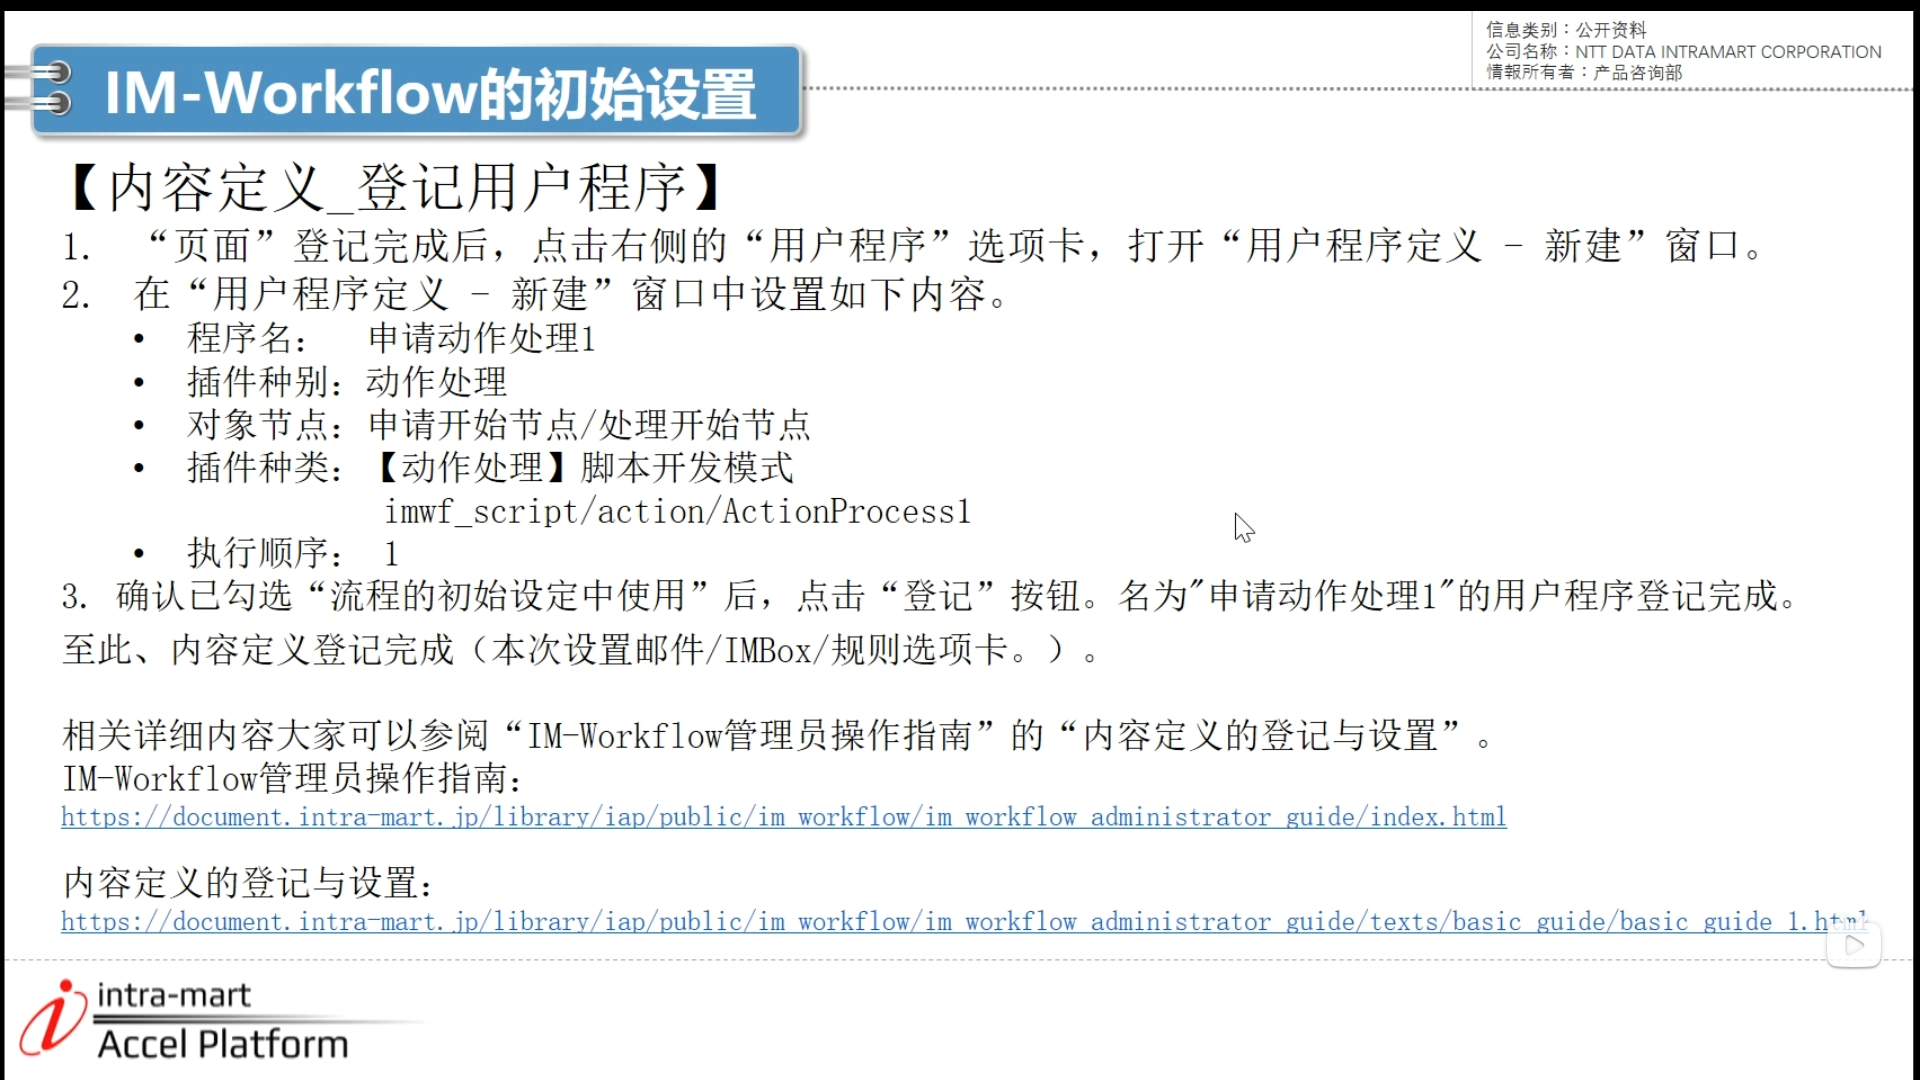 信息类别：公开资料
公司名称：NTT DATA INTRAMART CORPORATION
情報所有者：产品咨询部
IM-Workflow的初始设置
【内容定义_登记用户程序】
1. “页面”登记完成后，点击右侧的“用户程序”选项卡，打开“用户程序定义 - 新建”窗口。
2. 在“用户程序定义 - 新建”窗口中设置如下内容。
• 程序名： 申请动作处理1
• 插件种别：动作处理
• 对象节点：申请开始节点/处理开始节点
• 插件种类：【动作处理】脚本开发模式
imwf_script/action/ActionProcess1
• 执行顺序： 1
3. 确认已勾选“流程的初始设定中使用”后，点击“登记”按钮。名为"申请动作处理1"的用户程序登记完成。
至此、内容定义登记完成（本次设置邮件/IMBox/规则选项卡。）。
相关详细内容大家可以参阅“IM-Workflow管理员操作指南”的“内容定义的登记与设置”。
IM-Workflow管理员操作指南：
https://document.intra-mart.jp/library/iap/public/im_workflow/im_workflow_administrator_guide/index.html
内容定义的登记与设置：
https://document.intra-mart.jp/library/iap/public/im_workflow/im_workflow_administrator_guide/texts/basic_guide/basic_guide_1.html
intra-mart
Accel Platform